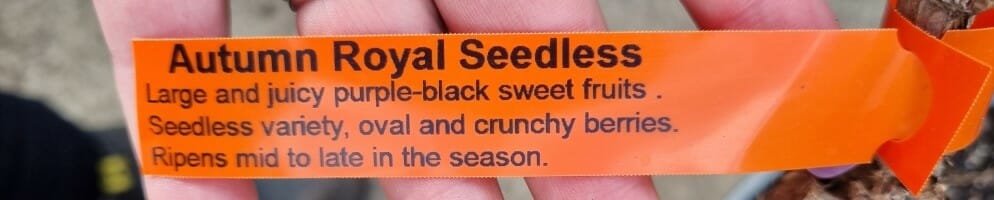 Autumn Royal Seedless
Large and juicy purple-black sweet fruits .
Seedless variety, oval and crunchy berries.
Ripens mid to late in the season.